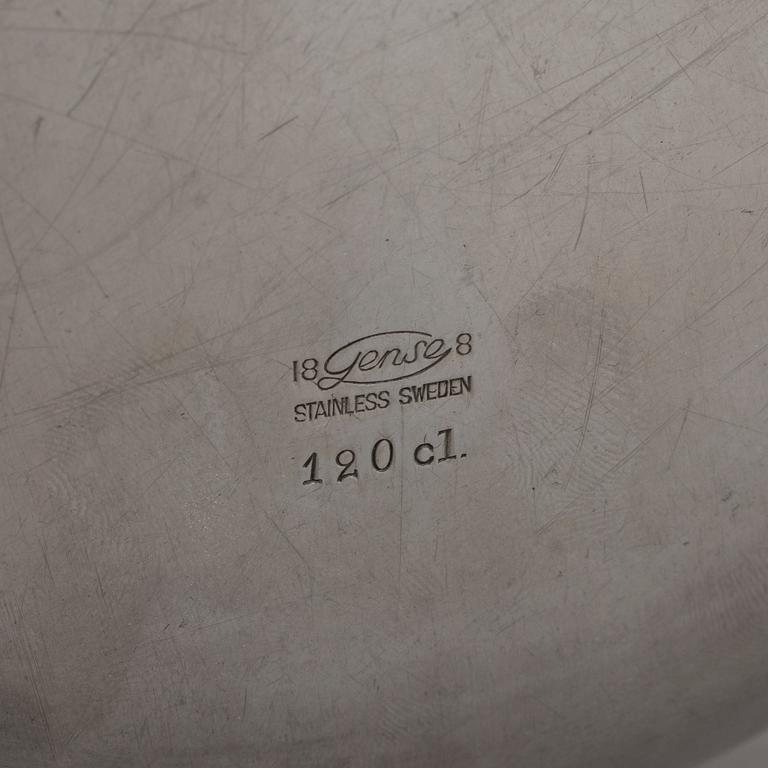 18 Gense 8
STAINLESS SWEDEN
120 cl.